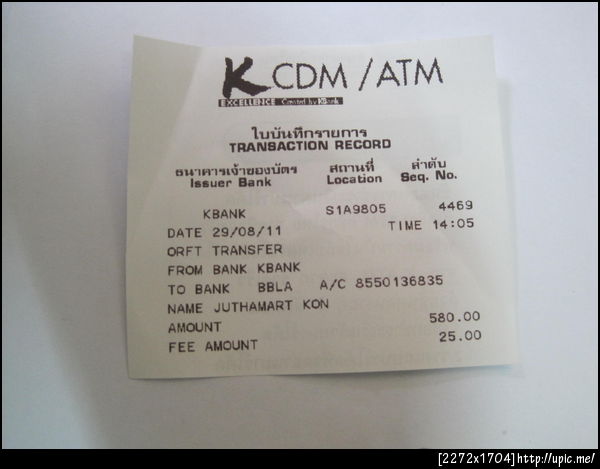 K CDM / ATM
EXCELLENCE Created by KBank
ใบบันทึกรายการ
TRANSACTION RECORD
ธนาคารเจ้าของบัตร สถานที่ ลำดับ
Issuer Bank Location Seq. No.
KBANK S1A9805 4469
DATE 29/08/11 TIME 14:05
ORFT TRANSFER
FROM BANK KBANK
TO BANK BBLA A/C 8550136835
NAME JUTHAMART KON
AMOUNT 580.00
FEE AMOUNT 25.00
[2272x1704]http://upic.me/